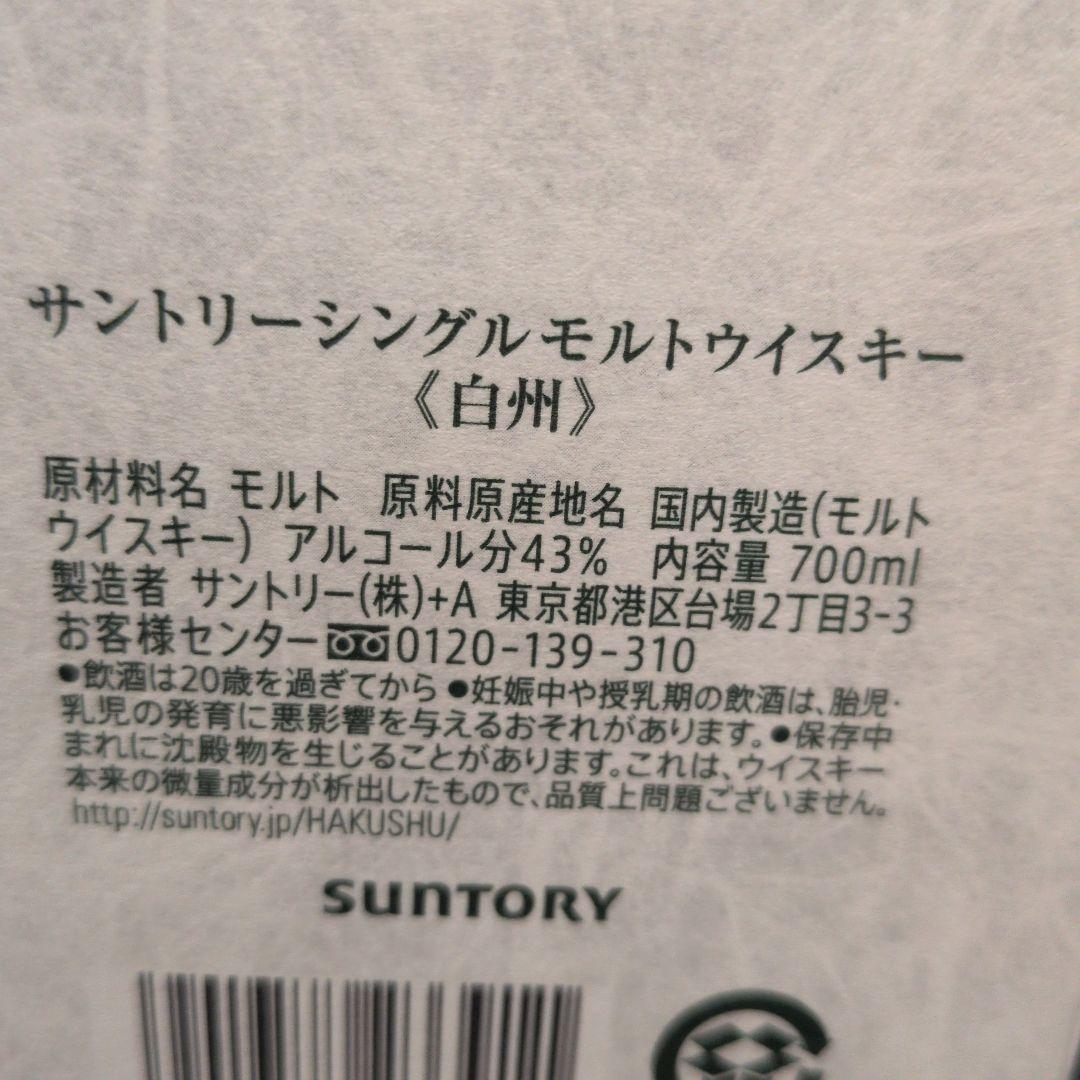 サントリーシングルモルトウイスキー
《白州》
原材料名 モルト 原料原産地名 国内製造(モルト
ウイスキー) アルコール分43% 内容量 700ml
製造者 サントリー(株)+A 東京都港区台場2丁目3-3
お客様センター 0120-139-310
●飲酒は20歳を過ぎてから ●妊娠中や授乳期の飲酒は、胎児・
乳児の発育に悪影響を与えるおそれがあります。●保存中
まれに沈殿物を生じることがあります。これは、ウイスキー
本来の微量成分が析出したもので、品質上問題ございません。
http://suntory.jp/HAKUSHU/
SUNTORY